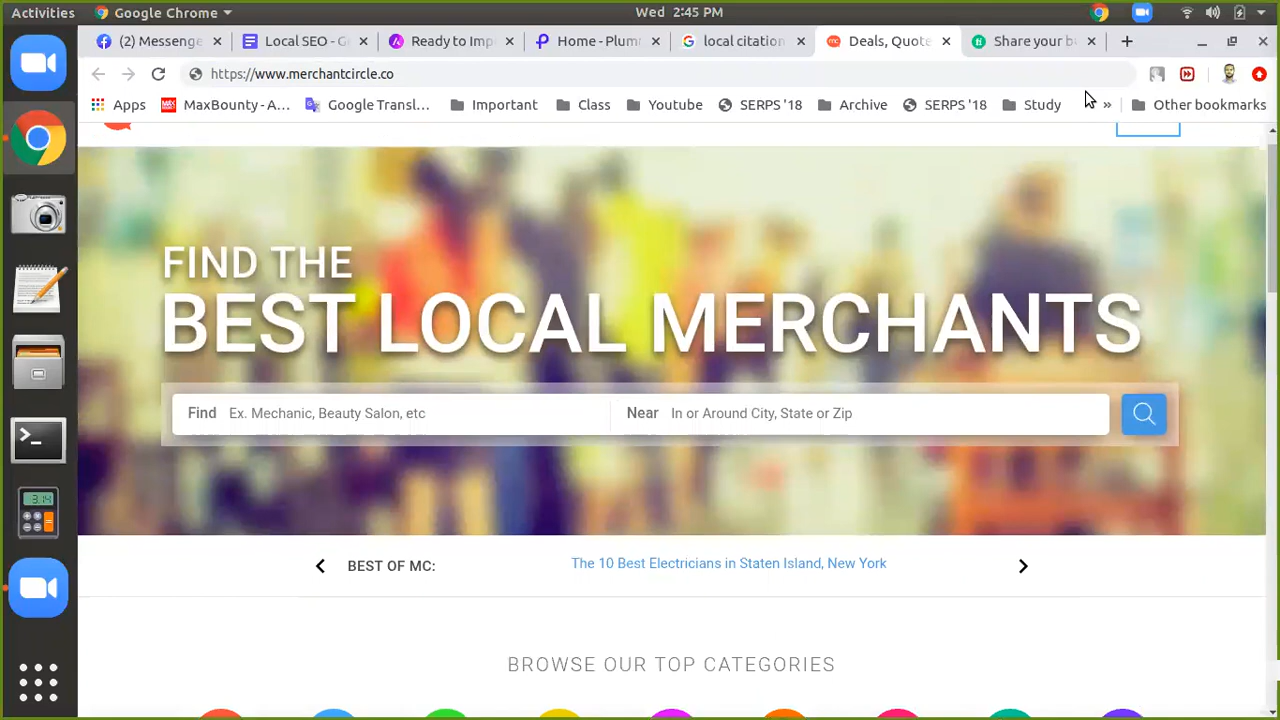 Activities
Google Chrome
Wed 2:45 PM
(2) Messenge
Local SEO - G
Ready to Imp
Home - Plum
local citation
Deals, Quote
Share your b
https://www.merchantcircle.co
Apps
MaxBounty - A...
Google Transl...
Important
Class
Youtube
SERPS '18
Archive
SERPS '18
Study
»
Other bookmarks
FIND THE
BEST LOCAL MERCHANTS
Find Ex. Mechanic, Beauty Salon, etc
Near In or Around City, State or Zip
BEST OF MC:
The 10 Best Electricians in Staten Island, New York
BROWSE OUR TOP CATEGORIES
3.14